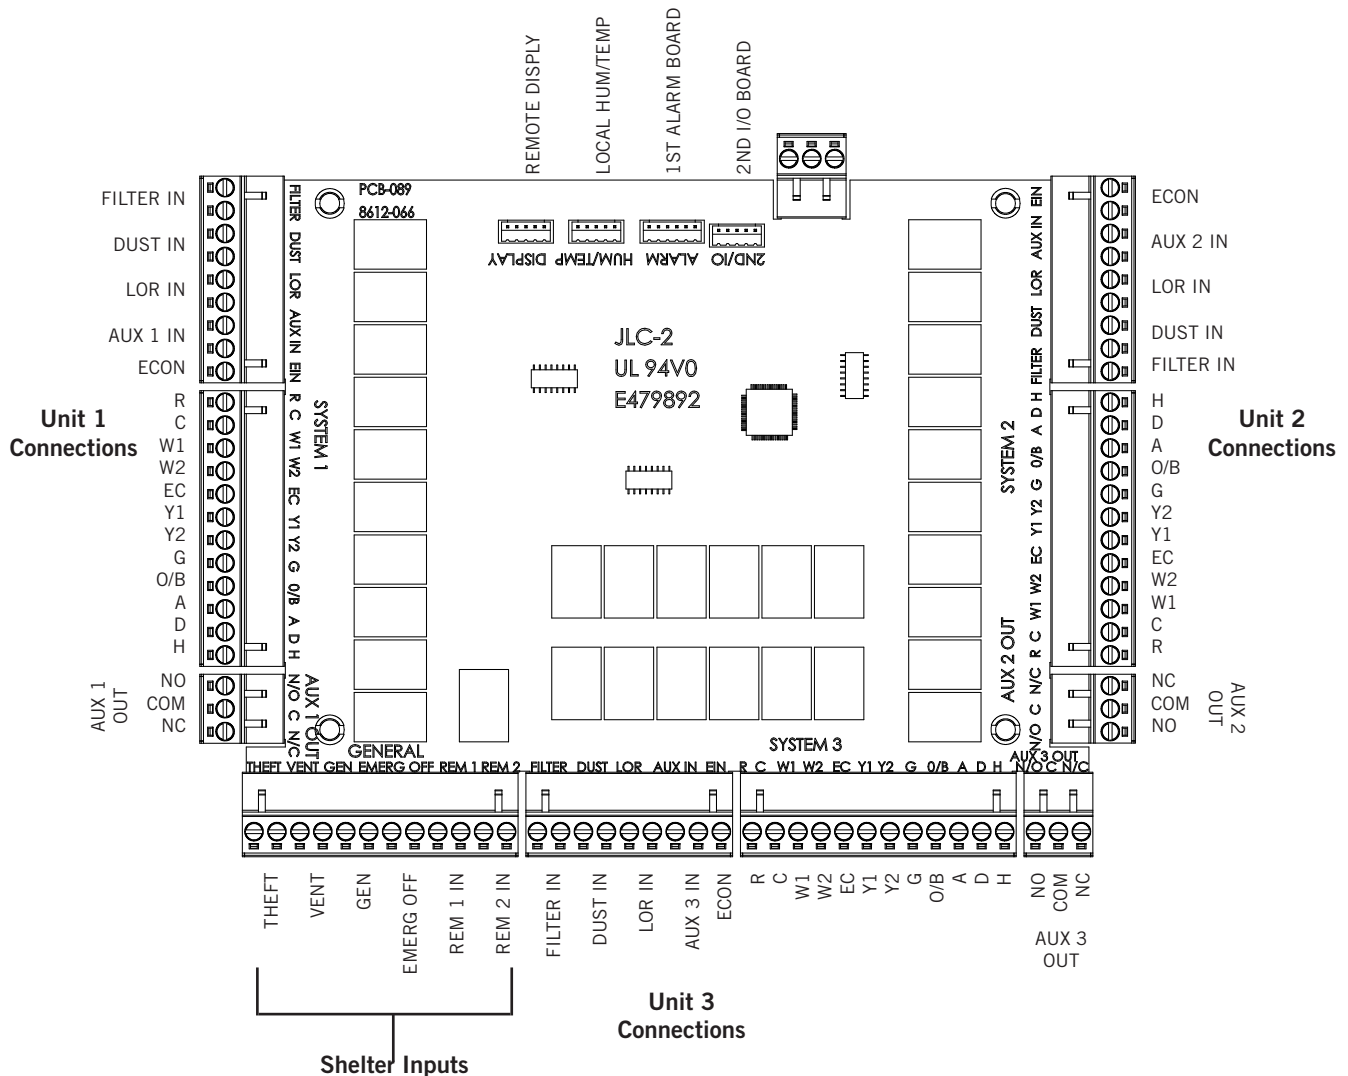 REMOTE DISPLY
LOCAL HUM/TEMP
1ST ALARM BOARD
2ND I/O BOARD
PCB-089
8612-066
DISPLAY
HUM/TEMP
ALARM
2ND/IO
JLC-2
UL 94V0
E479892
FILTER IN
DUST IN
LOR IN
AUX 1 IN
ECON
Unit 1
Connections
R
C
W1
W2
EC
Y1
Y2
G
O/B
A
D
H
NO
COM
NC
AUX 1
OUT
FILTER DUST LOR AUX IN EIN
R C W1 W2 EC Y1 Y2 G 0/B A D H
N/O C N/C
SYSTEM 1
AUX 1 OUT
SYSTEM 2
AUX 2 OUT
FILTER DUST LOR AUX IN EIN
N/O C N/C R C W1 W2 EC Y1 Y2 G 0/B A D H
ECON
AUX 2 IN
LOR IN
DUST IN
FILTER IN
Unit 2
Connections
H
D
A
O/B
G
Y2
Y1
EC
W2
W1
C
R
NC
COM
NO
AUX 2
OUT
GENERAL
SYSTEM 3
AUX 3 OUT
THEFT VENT GEN EMERG OFF REM 1 REM 2
FILTER DUST LOR AUX IN EIN
R C W1 W2 EC Y1 Y2 G 0/B A D H
N/O C N/C
THEFT
VENT
GEN
EMERG OFF
REM 1 IN
REM 2 IN
FILTER IN
DUST IN
LOR IN
AUX 3 IN
ECON
R
C
W1
W2
EC
Y1
Y2
G
O/B
A
D
H
NO
COM
NC
AUX 3
OUT
Unit 3
Connections
Shelter Inputs